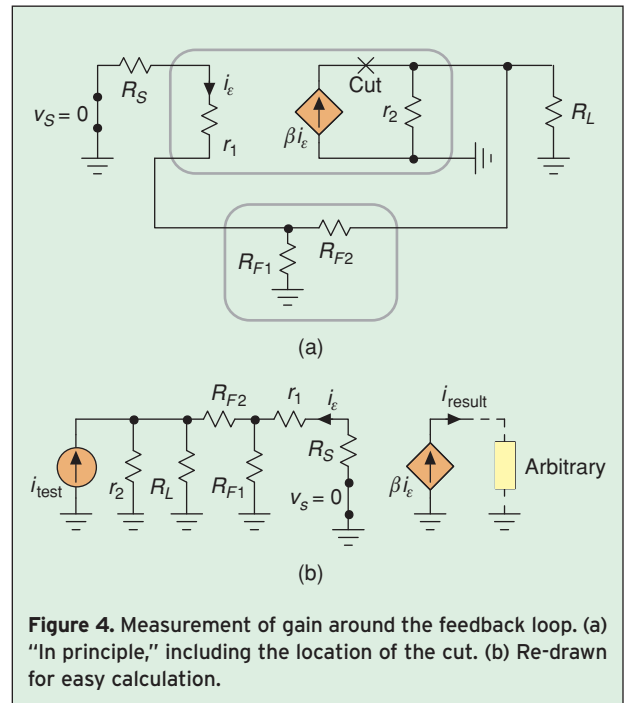 R_S
i_ε
Cut
v_S = 0
r_1
βi_ε
r_2
R_L
R_F1
R_F2
(a)
R_F2
r_1
i_ε
i_result
i_test
r_2
R_L
R_F1
R_S
v_s = 0
βi_ε
Arbitrary
(b)
Figure 4. Measurement of gain around the feedback loop. (a)
"In principle," including the location of the cut. (b) Re-drawn
for easy calculation.